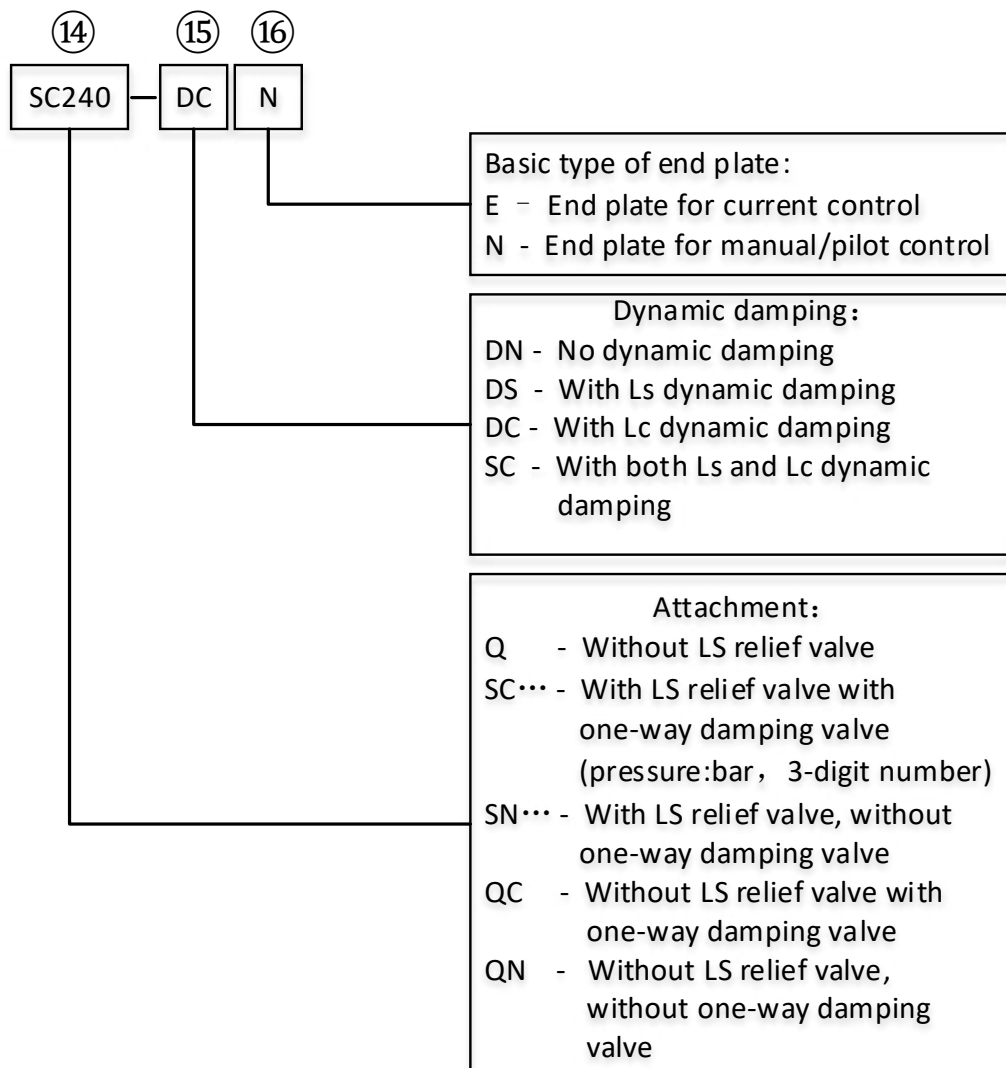 ⑭ ⑮ ⑯
SC240 — DC N
Basic type of end plate:
E – End plate for current control
N - End plate for manual/pilot control
Dynamic damping：
DN - No dynamic damping
DS - With Ls dynamic damping
DC - With Lc dynamic damping
SC - With both Ls and Lc dynamic
damping
Attachment：
Q - Without LS relief valve
SC··· - With LS relief valve with
one-way damping valve
(pressure:bar， 3-digit number)
SN··· - With LS relief valve, without
one-way damping valve
QC - Without LS relief valve with
one-way damping valve
QN - Without LS relief valve,
without one-way damping
valve